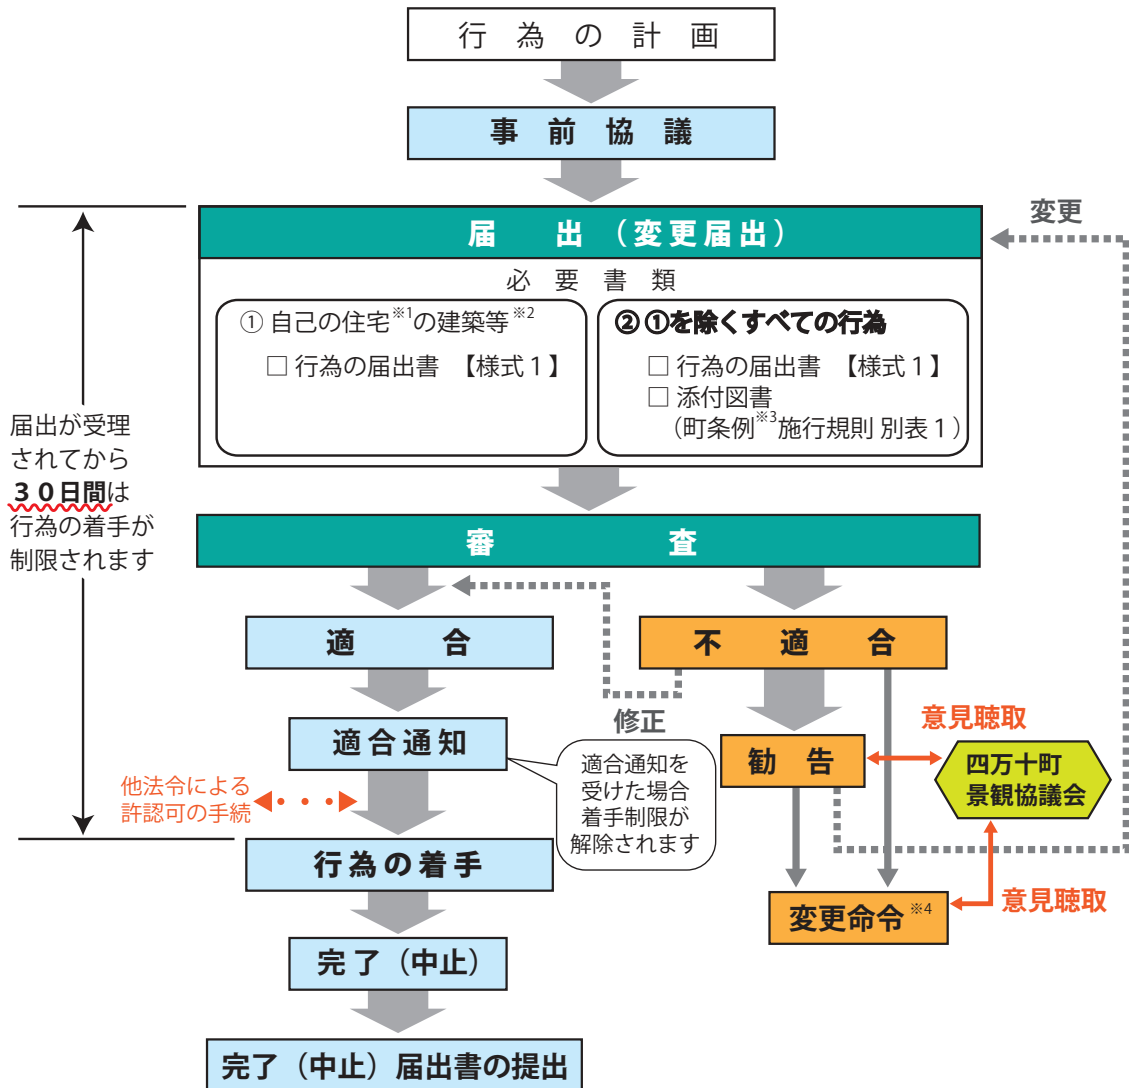 行為の計画
事前協議
届出（変更届出）
変更
必要書類
① 自己の住宅※1の建築等※2
□ 行為の届出書 【様式１】
② ①を除くすべての行為
□ 行為の届出書 【様式１】
□ 添付図書
（町条例※3施行規則 別表１）
届出が受理
されてから
３０日間は
行為の着手が
制限されます
審査
適合
不適合
修正
適合通知
適合通知を
受けた場合
着手制限が
解除されます
勧告
意見聴取
四万十町
景観協議会
他法令による
許認可の手続
行為の着手
変更命令※4
意見聴取
完了（中止）
完了（中止）届出書の提出